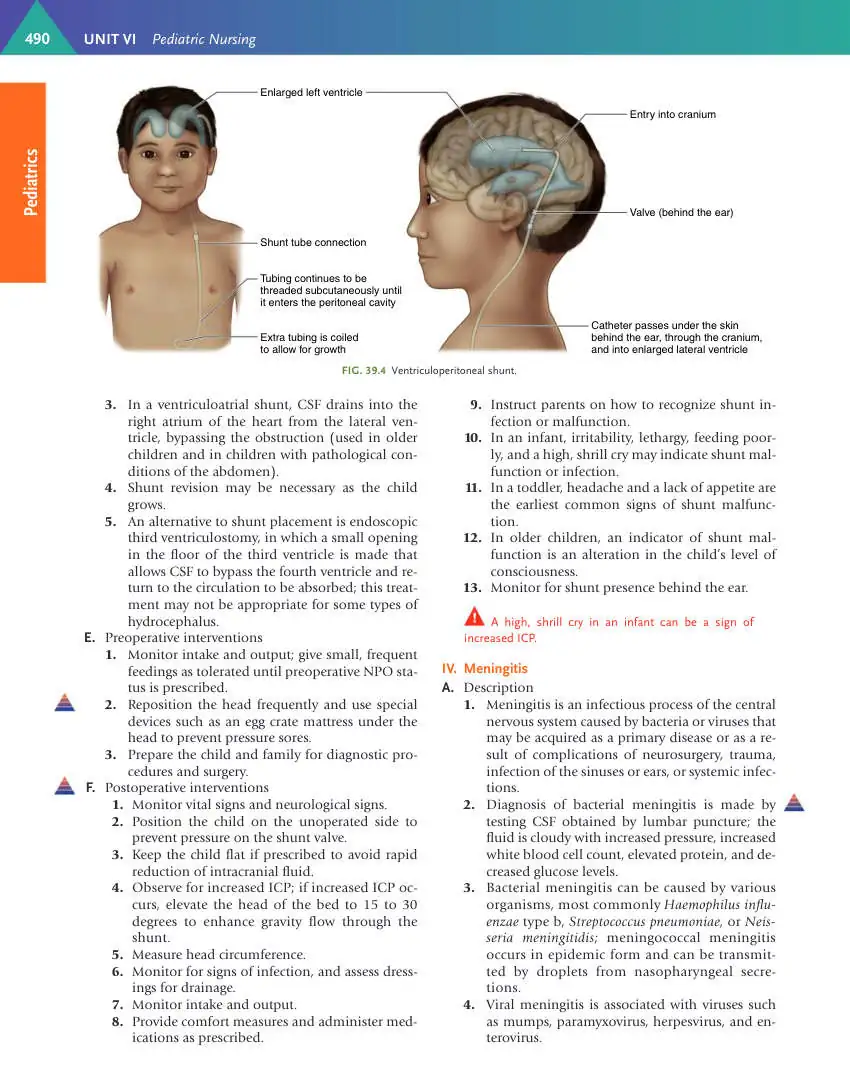 490
UNIT VI Pediatric Nursing
Pediatrics
Enlarged left ventricle
Entry into cranium
Valve (behind the ear)
Shunt tube connection
Tubing continues to be
threaded subcutaneously until
it enters the peritoneal cavity
Extra tubing is coiled
to allow for growth
Catheter passes under the skin
behind the ear, through the cranium,
and into enlarged lateral ventricle
FIG. 39.4 Ventriculoperitoneal shunt.
3. In a ventriculoatrial shunt, CSF drains into the
right atrium of the heart from the lateral ven-
tricle, bypassing the obstruction (used in older
children and in children with pathological con-
ditions of the abdomen).
4. Shunt revision may be necessary as the child
grows.
5. An alternative to shunt placement is endoscopic
third ventriculostomy, in which a small opening
in the floor of the third ventricle is made that
allows CSF to bypass the fourth ventricle and re-
turn to the circulation to be absorbed; this treat-
ment may not be appropriate for some types of
hydrocephalus.
E. Preoperative interventions
1. Monitor intake and output; give small, frequent
feedings as tolerated until preoperative NPO sta-
tus is prescribed.
2. Reposition the head frequently and use special
devices such as an egg crate mattress under the
head to prevent pressure sores.
3. Prepare the child and family for diagnostic pro-
cedures and surgery.
F. Postoperative interventions
1. Monitor vital signs and neurological signs.
2. Position the child on the unoperated side to
prevent pressure on the shunt valve.
3. Keep the child flat if prescribed to avoid rapid
reduction of intracranial fluid.
4. Observe for increased ICP; if increased ICP oc-
curs, elevate the head of the bed to 15 to 30
degrees to enhance gravity flow through the
shunt.
5. Measure head circumference.
6. Monitor for signs of infection, and assess dress-
ings for drainage.
7. Monitor intake and output.
8. Provide comfort measures and administer med-
ications as prescribed.
9. Instruct parents on how to recognize shunt in-
fection or malfunction.
10. In an infant, irritability, lethargy, feeding poor-
ly, and a high, shrill cry may indicate shunt mal-
function or infection.
11. In a toddler, headache and a lack of appetite are
the earliest common signs of shunt malfunc-
tion.
12. In older children, an indicator of shunt mal-
function is an alteration in the child's level of
consciousness.
13. Monitor for shunt presence behind the ear.
A high, shrill cry in an infant can be a sign of
increased ICP.
IV. Meningitis
A. Description
1. Meningitis is an infectious process of the central
nervous system caused by bacteria or viruses that
may be acquired as a primary disease or as a re-
sult of complications of neurosurgery, trauma,
infection of the sinuses or ears, or systemic infec-
tions.
2. Diagnosis of bacterial meningitis is made by
testing CSF obtained by lumbar puncture; the
fluid is cloudy with increased pressure, increased
white blood cell count, elevated protein, and de-
creased glucose levels.
3. Bacterial meningitis can be caused by various
organisms, most commonly Haemophilus influ-
enzae type b, Streptococcus pneumoniae, or Neis-
seria meningitidis; meningococcal meningitis
occurs in epidemic form and can be transmit-
ted by droplets from nasopharyngeal secre-
tions.
4. Viral meningitis is associated with viruses such
as mumps, paramyxovirus, herpesvirus, and en-
terovirus.